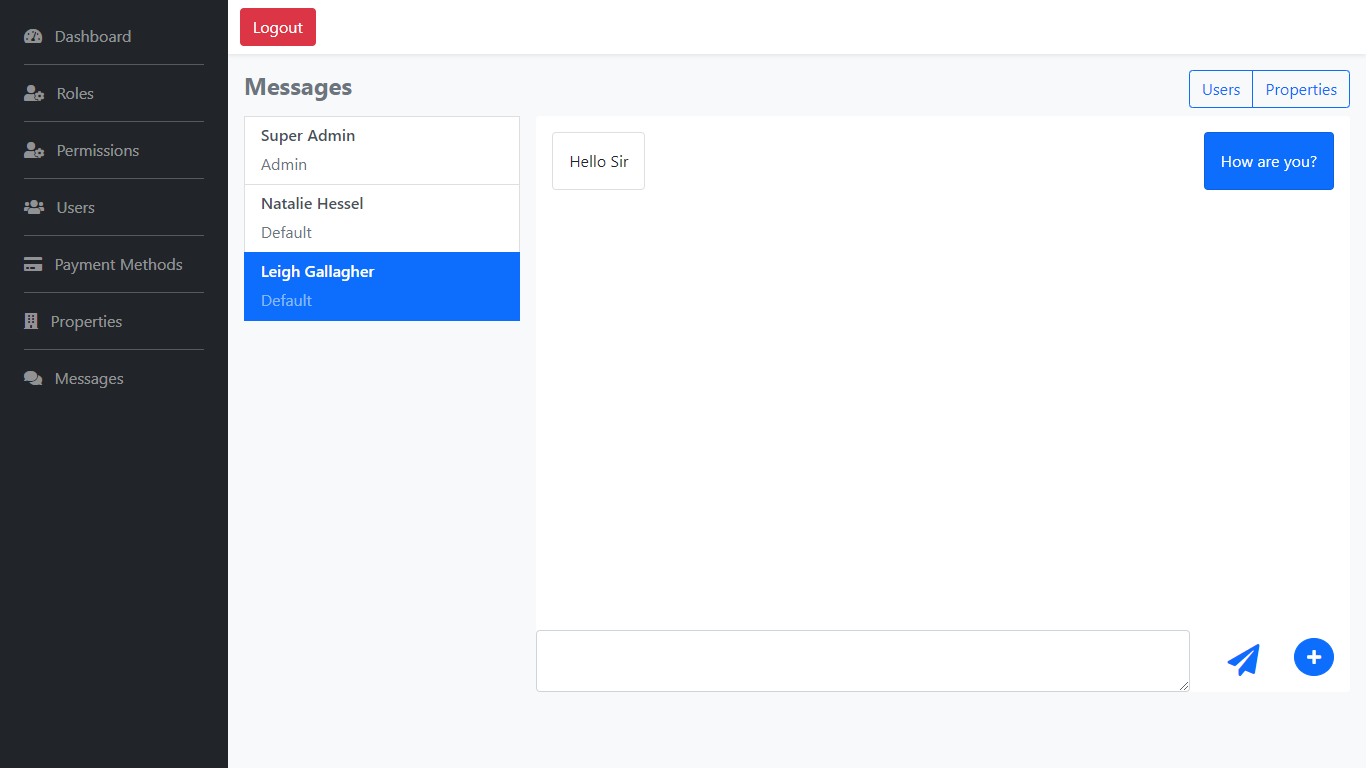 Dashboard
Roles
Permissions
Users
Payment Methods
Properties
Messages
Logout
Messages
Users
Properties
Super Admin
Admin
Natalie Hessel
Default
Leigh Gallagher
Default
Hello Sir
How are you?